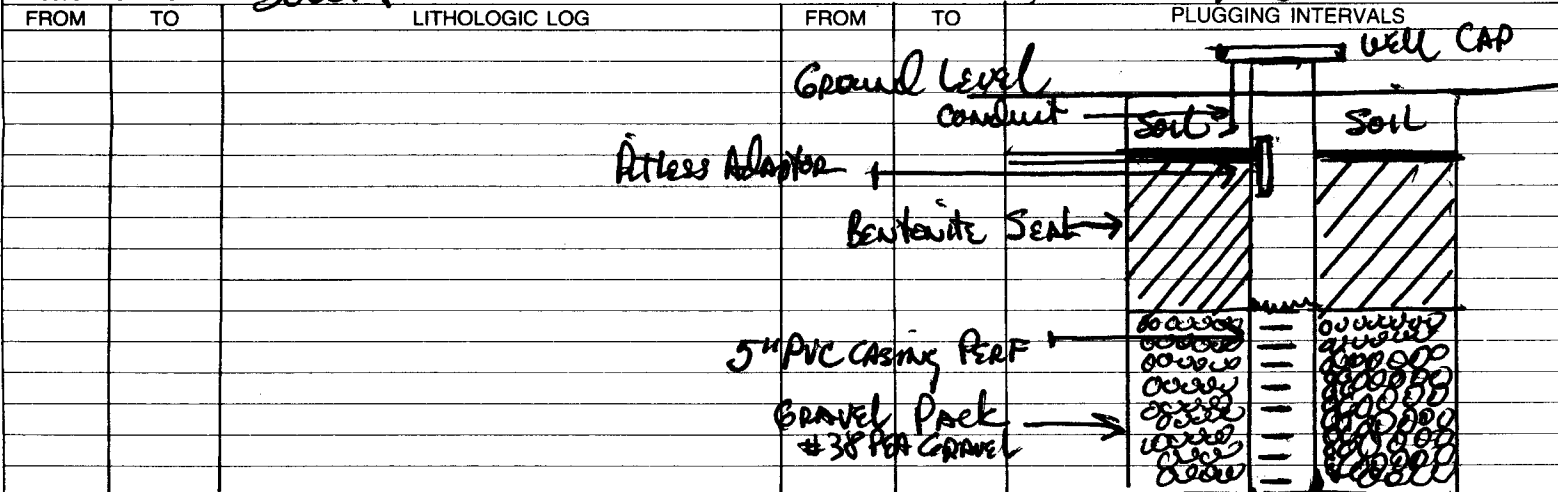 FROM TO LITHOLOGIC LOG FROM TO PLUGGING INTERVALS
WELL CAP
GROUND LEVEL
CONDUIT
SOIL SOIL
PITLESS ADAPTOR
BENTONITE SEAL
5" PVC CASING PERF
GRAVEL PACK
#38 PEA GRAVEL